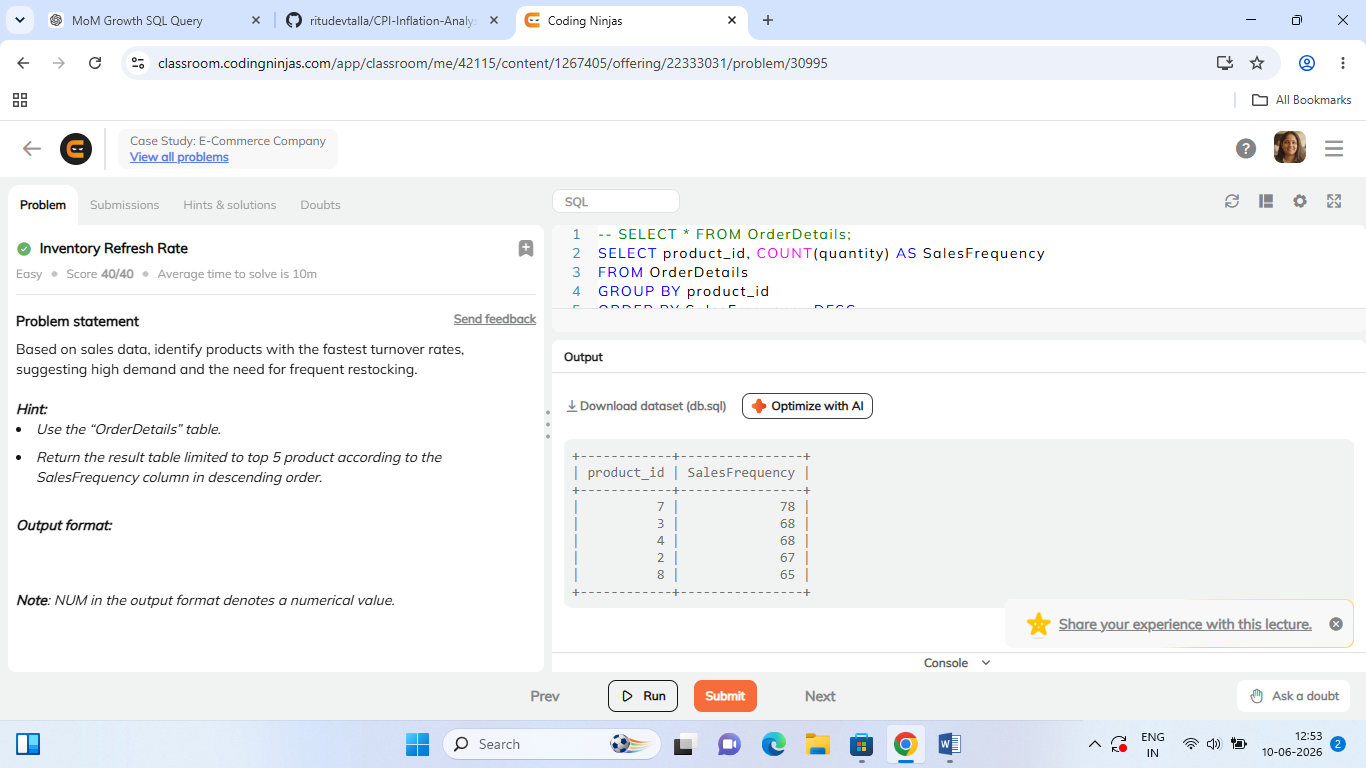 MoM Growth SQL Query
ritudevtalla/CPI-Inflation-Analys
Coding Ninjas
classroom.codingninjas.com/app/classroom/me/42115/content/1267405/offering/22333031/problem/30995
All Bookmarks
Case Study: E-Commerce Company
View all problems
?
Problem
Submissions
Hints & solutions
Doubts
Inventory Refresh Rate
Easy
Score 40/40
Average time to solve is 10m
Problem statement
Send feedback
Based on sales data, identify products with the fastest turnover rates,
suggesting high demand and the need for frequent restocking.
Hint:
Use the “OrderDetails” table.
Return the result table limited to top 5 product according to the
SalesFrequency column in descending order.
Output format:
Note: NUM in the output format denotes a numerical value.
SQL
1 -- SELECT * FROM OrderDetails;
2 SELECT product_id, COUNT(quantity) AS SalesFrequency
3 FROM OrderDetails
4 GROUP BY product_id
5 ORDER BY SalesFrequency DESC
Output
Download dataset (db.sql)
Optimize with AI
+------------+----------------+
| product_id | SalesFrequency |
+------------+----------------+
|          7 |             78 |
|          3 |             68 |
|          4 |             68 |
|          2 |             67 |
|          8 |             65 |
+------------+----------------+
Share your experience with this lecture.
Console
Prev
Run
Submit
Next
Ask a doubt
Search
ENG
IN
12:53
10-06-2026
2